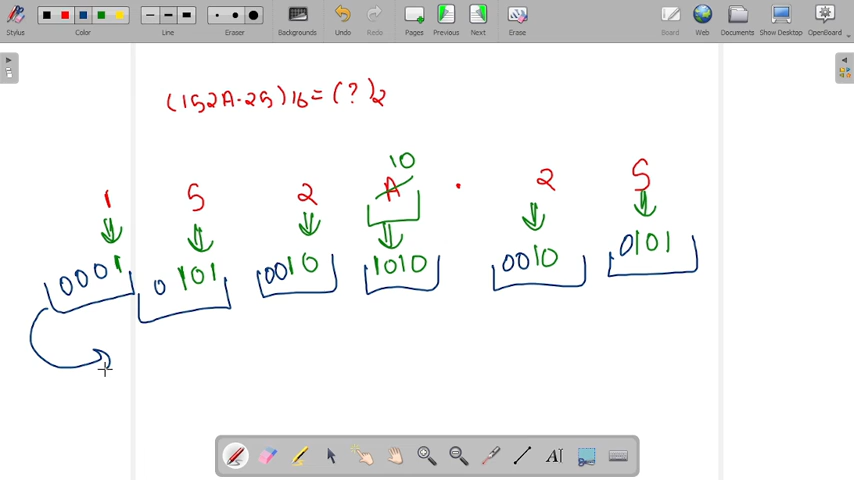 Stylus
Color
Line
Eraser
Backgrounds
Undo
Redo
Pages
Previous
Next
Erase
Board
Web
Documents
Show Desktop
OpenBoard
(152A.25)16=(?)2
10
1 5 2 A . 2 5
0001 0101 0010 1010 0010 0101